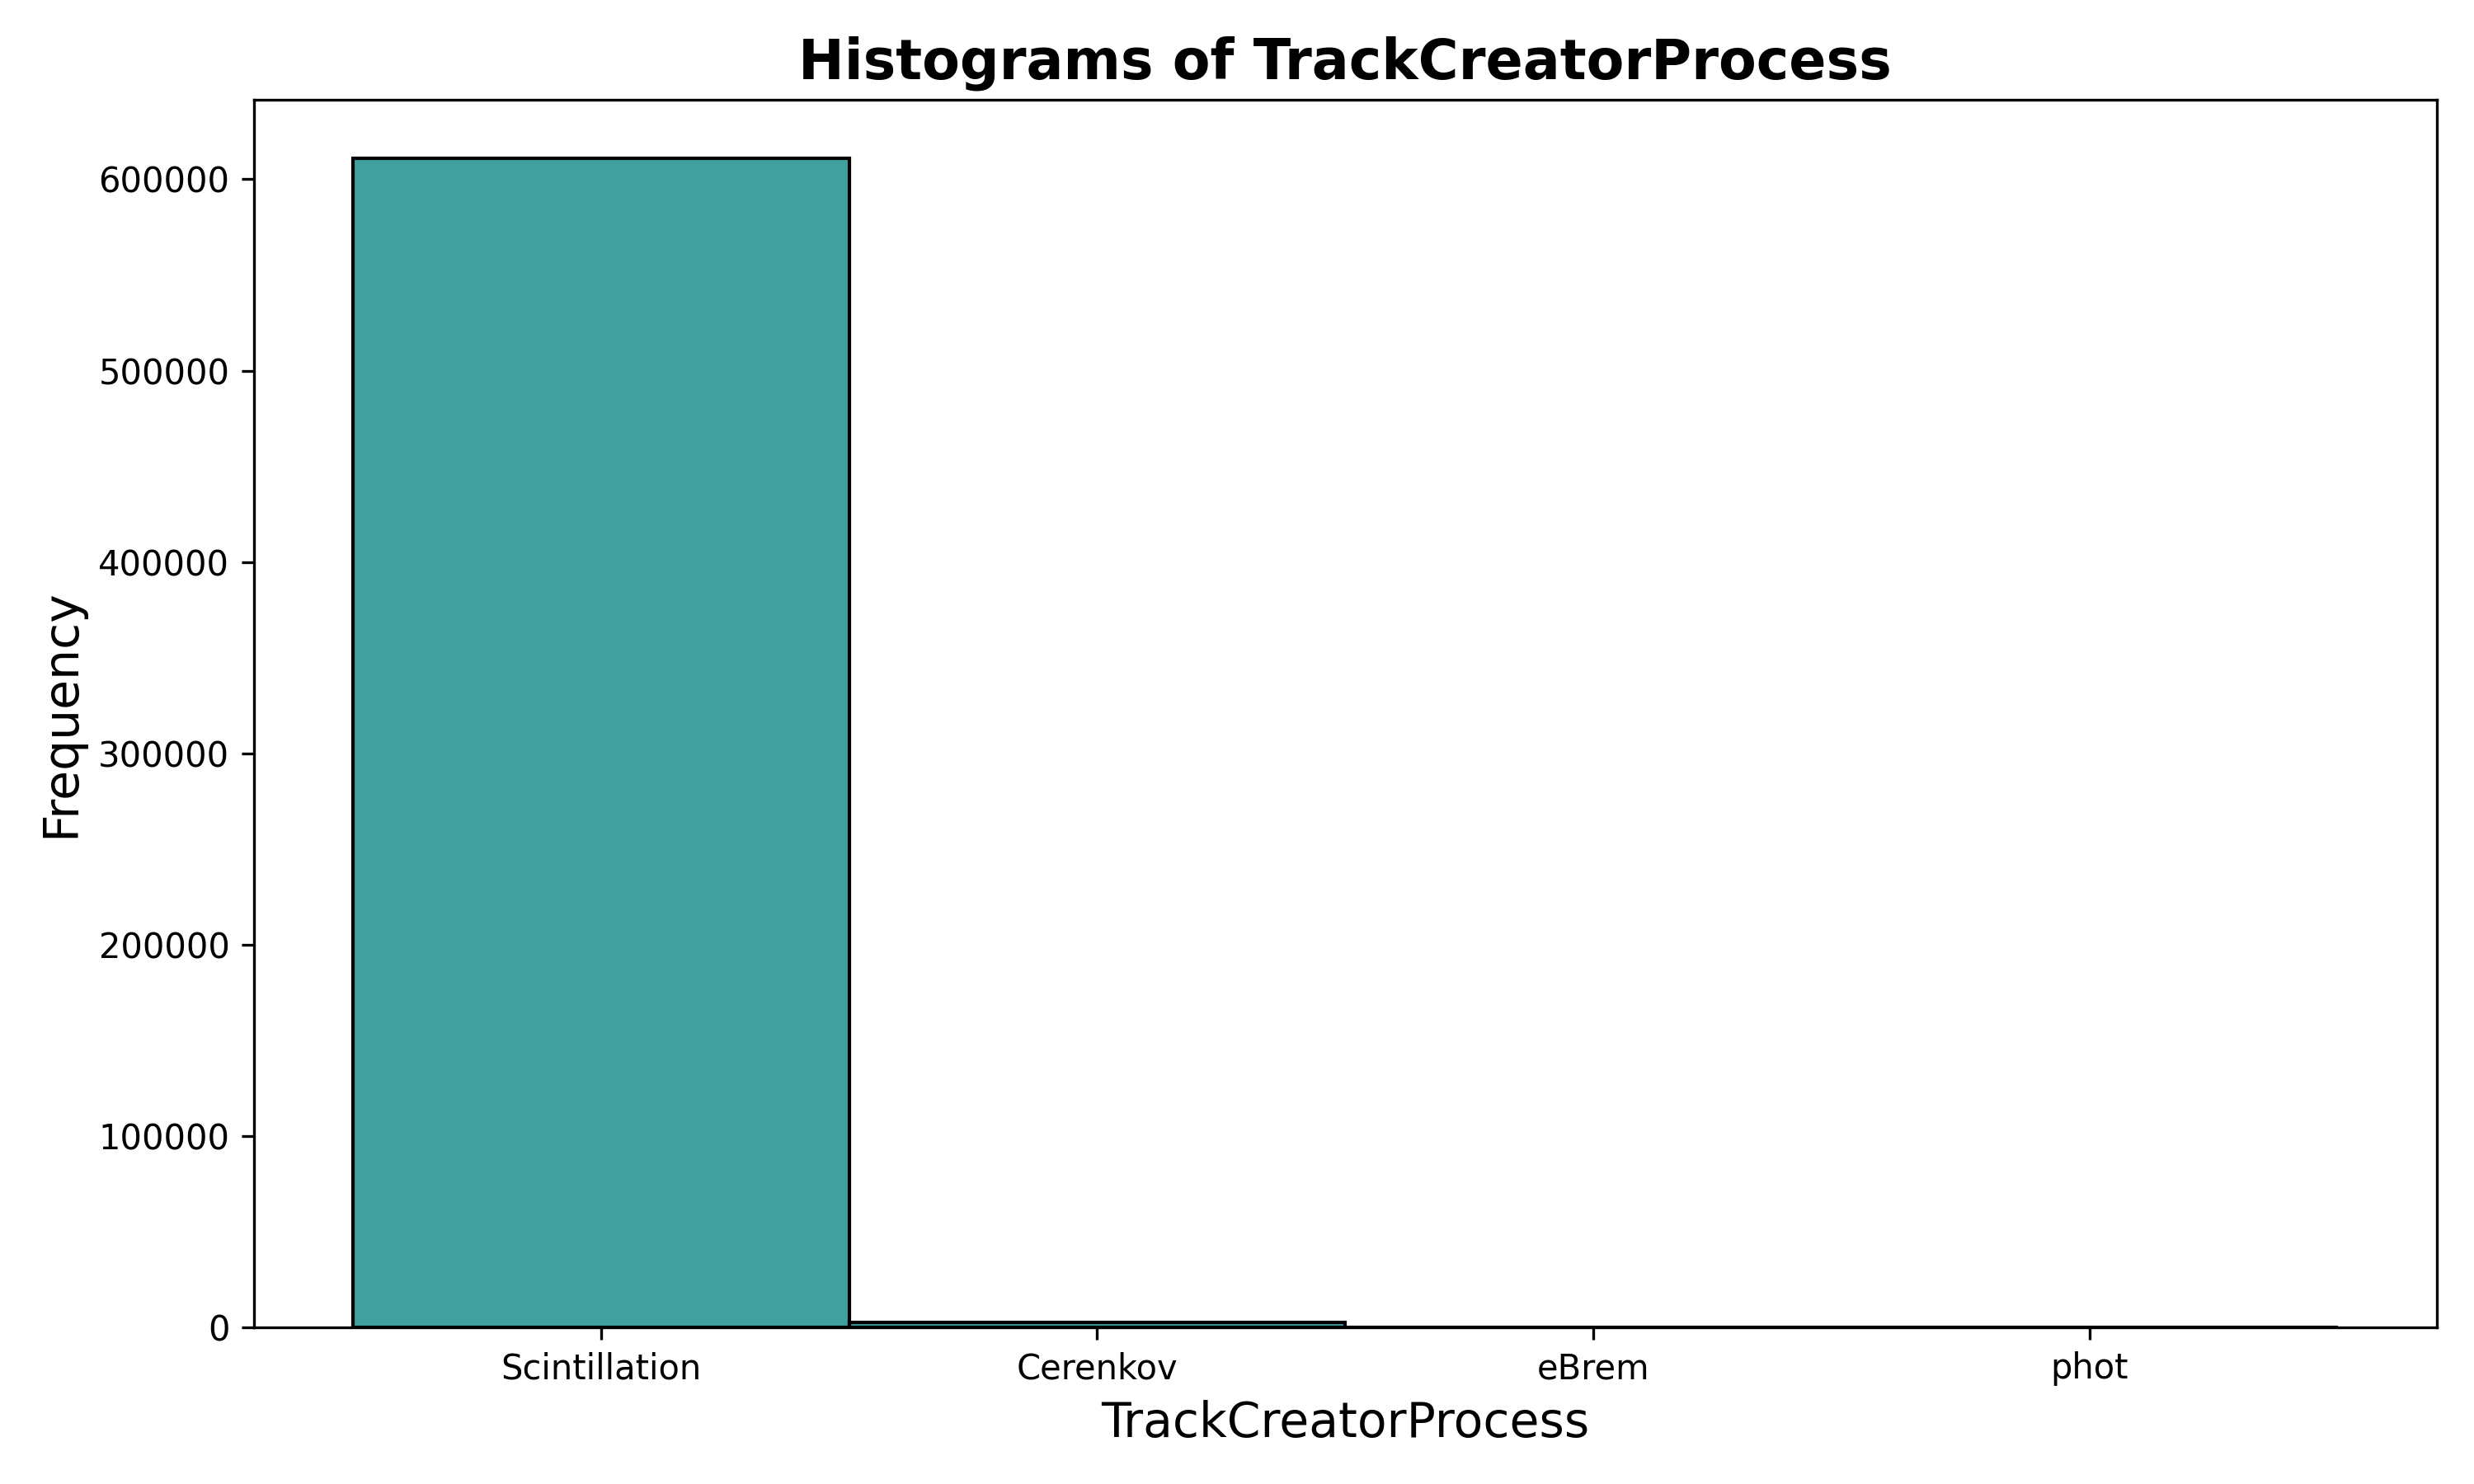 Histograms of TrackCreatorProcess
Frequency
600000
500000
400000
300000
200000
100000
0
Scintillation Cerenkov eBrem phot
TrackCreatorProcess